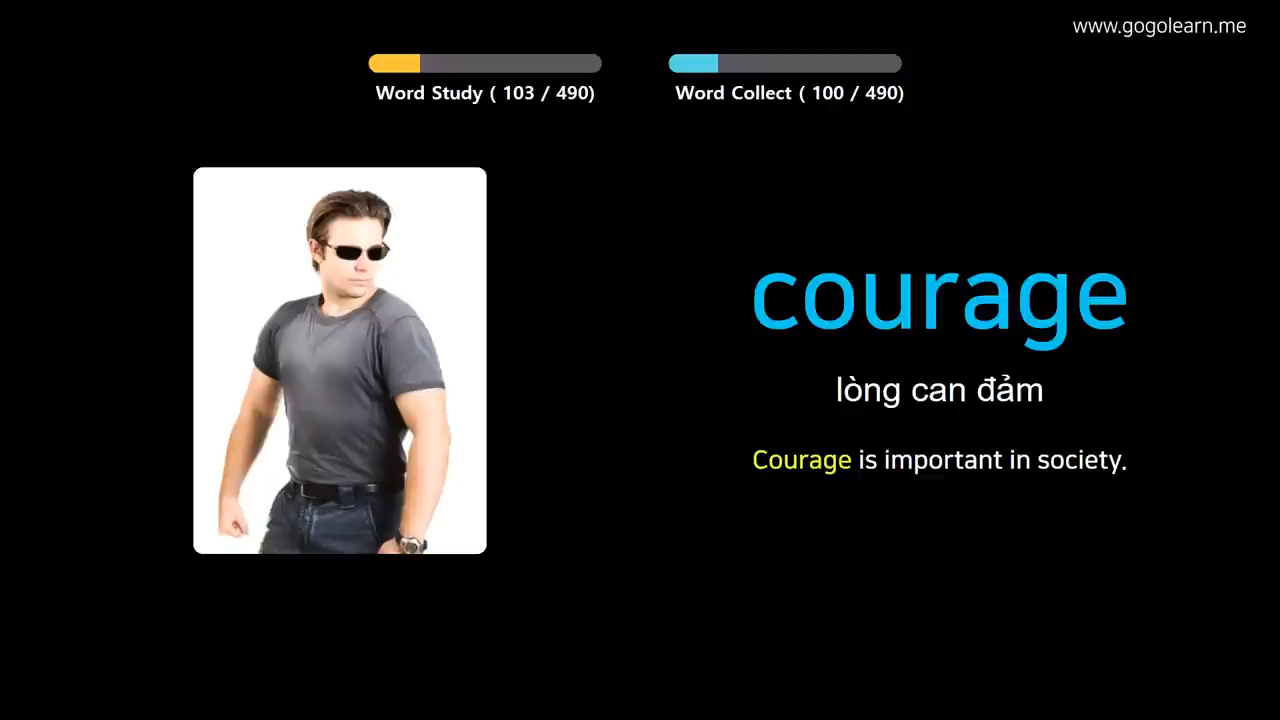 www.gogolearn.me
Word Study ( 103 / 490)
Word Collect ( 100 / 490)
courage
lòng can đảm
Courage is important in society.